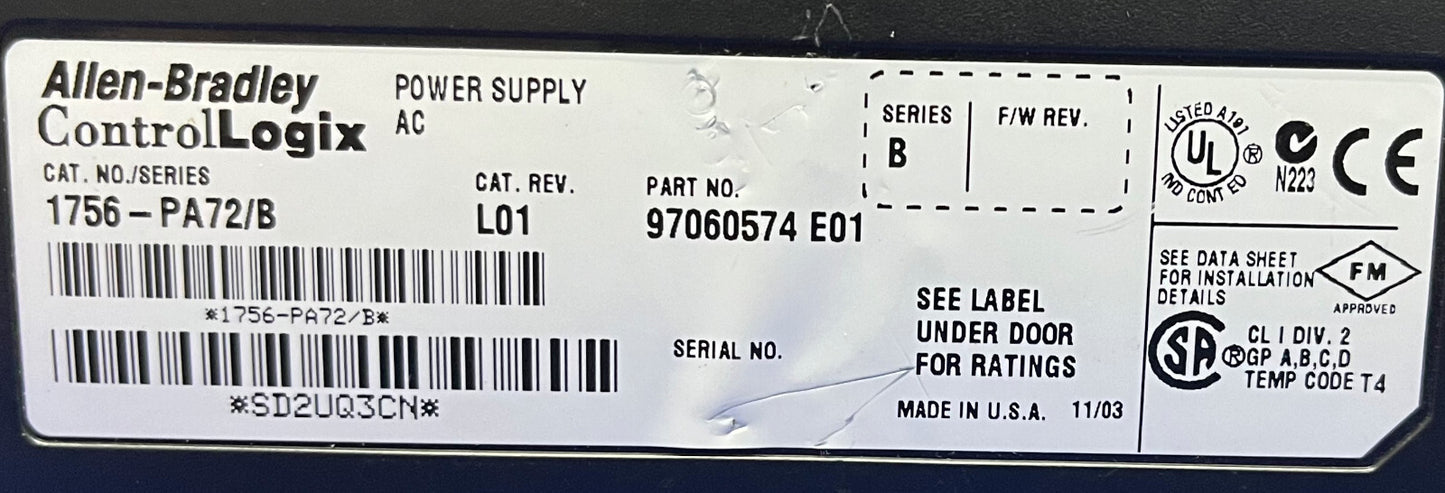 Allen-Bradley
ControlLogix
POWER SUPPLY
AC
CAT. NO./SERIES
1756-PA72/B
CAT. REV.
L01
PART NO.
97060574 E01
SERIES
B
F/W REV.
*1756-PA72/B*
*SD2UQ3CN*
SERIAL NO.
SEE LABEL
UNDER DOOR
FOR RATINGS
MADE IN U.S.A. 11/03
LISTED A197
UL ®
IND CONT EQ
N223
CE
SEE DATA SHEET
FOR INSTALLATION
DETAILS
FM
APPROVED
SA ®
CL I DIV. 2
GP A,B,C,D
TEMP CODE T4